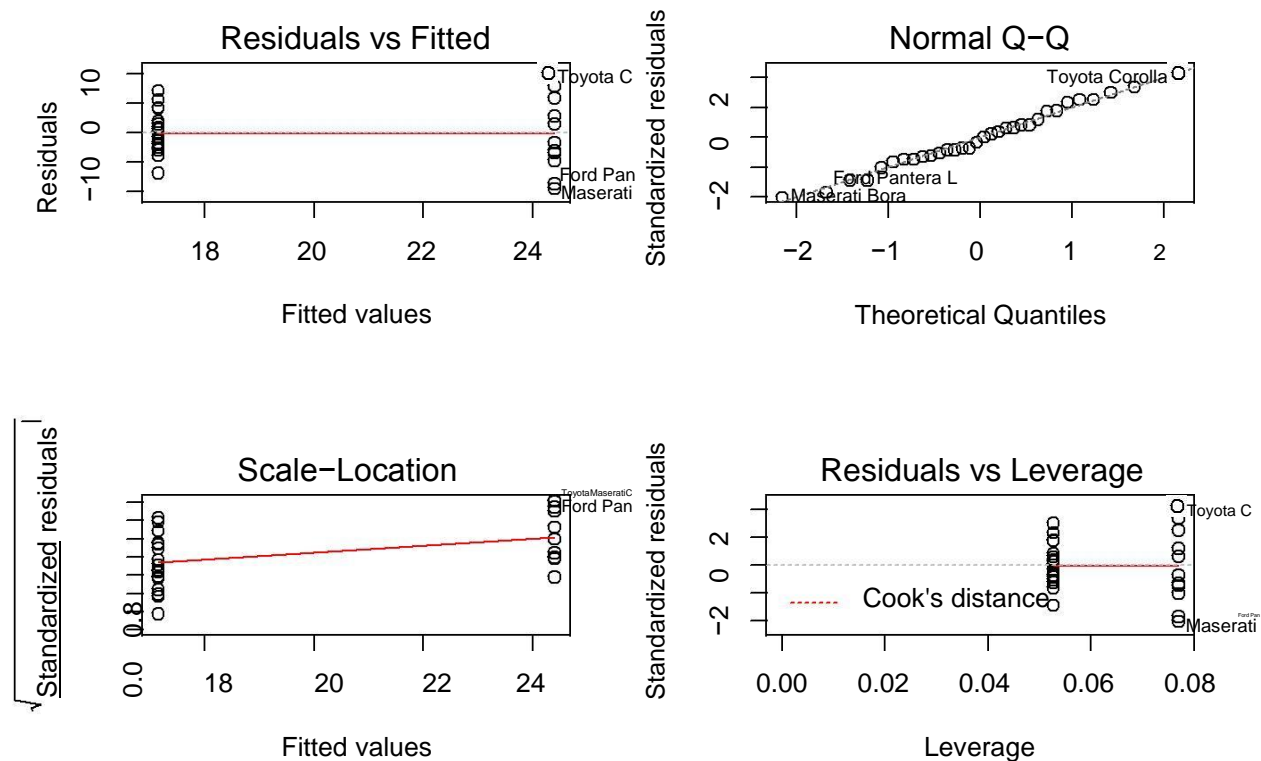 Residuals vs Fitted
Residuals
10
0
−10
Toyota C
Ford Pan
Maserati
18 20 22 24
Fitted values
Normal Q−Q
Standardized residuals
2
0
−2
Toyota Corolla
Ford Pantera L
Maserati Bora
−2 −1 0 1 2
Theoretical Quantiles
Scale−Location
√|Standardized residuals|
0.8
0.0
ToyotaMaseratiC
Ford Pan
18 20 22 24
Fitted values
Residuals vs Leverage
Standardized residuals
2
0
−2
Toyota C
Cook's distance
Ford Pan
Maserati
0.00 0.02 0.04 0.06 0.08
Leverage